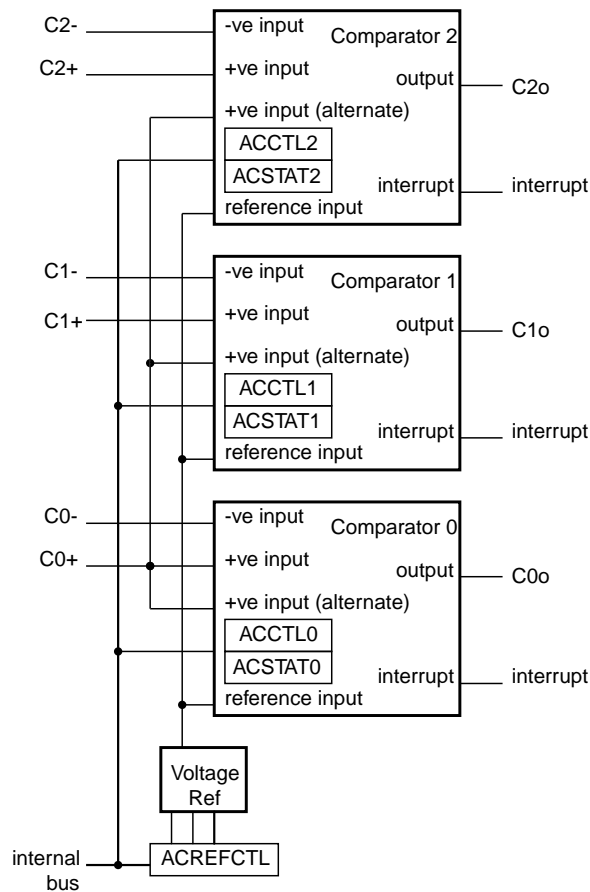 C2-
-ve input
Comparator 2
C2+
+ve input
output
C2o
+ve input (alternate)
ACCTL2
ACSTAT2
interrupt
interrupt
reference input
C1-
-ve input
Comparator 1
C1+
+ve input
output
C1o
+ve input (alternate)
ACCTL1
ACSTAT1
interrupt
interrupt
reference input
C0-
-ve input
Comparator 0
C0+
+ve input
output
C0o
+ve input (alternate)
ACCTL0
ACSTAT0
interrupt
interrupt
reference input
Voltage
Ref
internal
bus
ACREFCTL